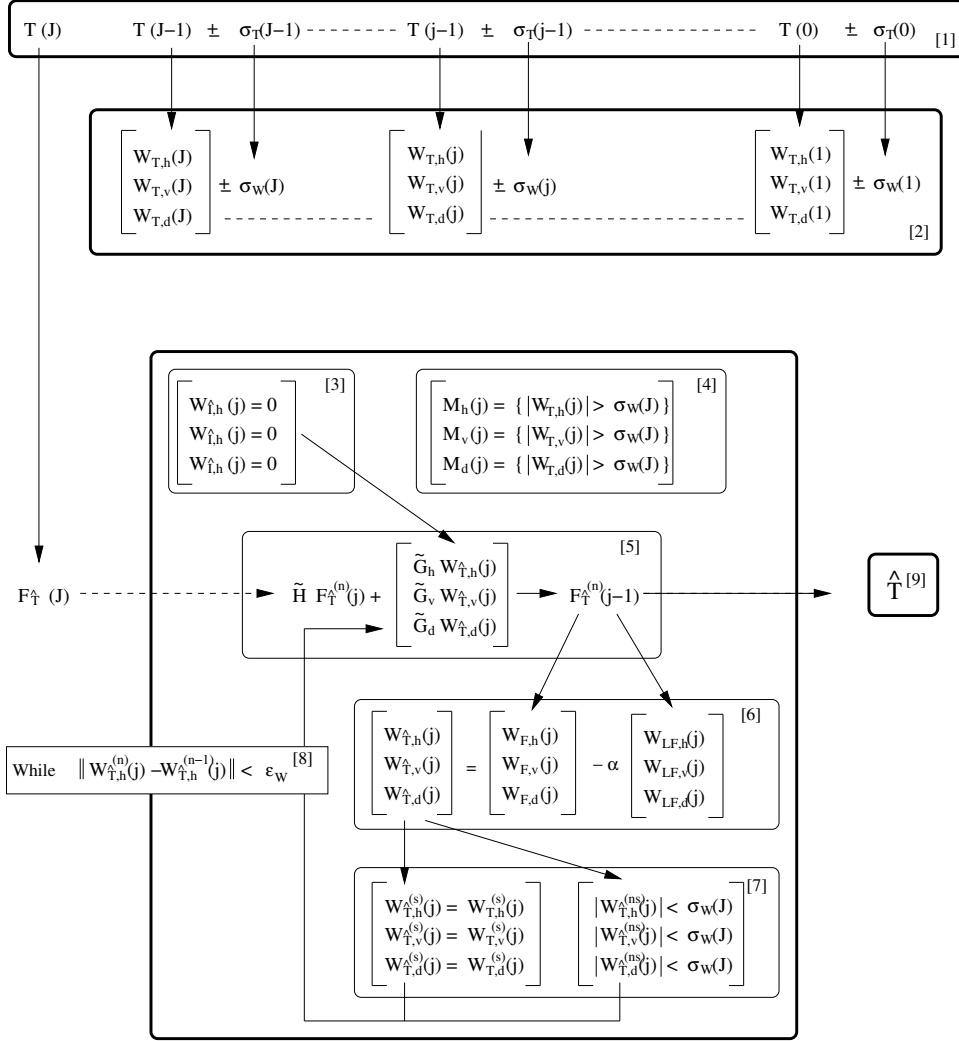 T (J) T (J−1) ± σT(J−1) T (j−1) ± σT(j−1) T (0) ± σT(0) [1]
WT,h(J) WT,h(j) WT,h(1)
WT,v(J) ± σW(J) WT,v(j) ± σW(j) WT,v(1) ± σW(1)
WT,d(J) WT,d(j) WT,d(1)
[2]
[3] [4]
WÎ,h (j) = 0 Mh(j) = { |WT,h(j)| > σW(J) }
WÎ,h (j) = 0 Mv(j) = { |WT,v(j)| > σW(J) }
WÎ,h (j) = 0 Md(j) = { |WT,d(j)| > σW(J) }
[5]
G̃h WT̂,h(j)
FT̂ (J) H̃ FT̂(n)(j) + G̃v WT̂,v(j) FT̂(n)(j−1) T̂ [9]
G̃d WT̂,d(j)
[6]
WT̂,h(j) WF,h(j) WLF,h(j)
WT̂,v(j) = WF,v(j) − α WLF,v(j)
WT̂,d(j) WF,d(j) WLF,d(j)
While ‖ WT̂,h(n)(j) −WT̂,h(n−1)(j) ‖ < εW [8]
[7]
WT̂,h(s)(j) = WT,h(s)(j) |WT̂,h(ns)(j)| < σW(J)
WT̂,v(s)(j) = WT,v(s)(j) |WT̂,v(ns)(j)| < σW(J)
WT̂,d(s)(j) = WT,d(s)(j) |WT̂,d(ns)(j)| < σW(J)